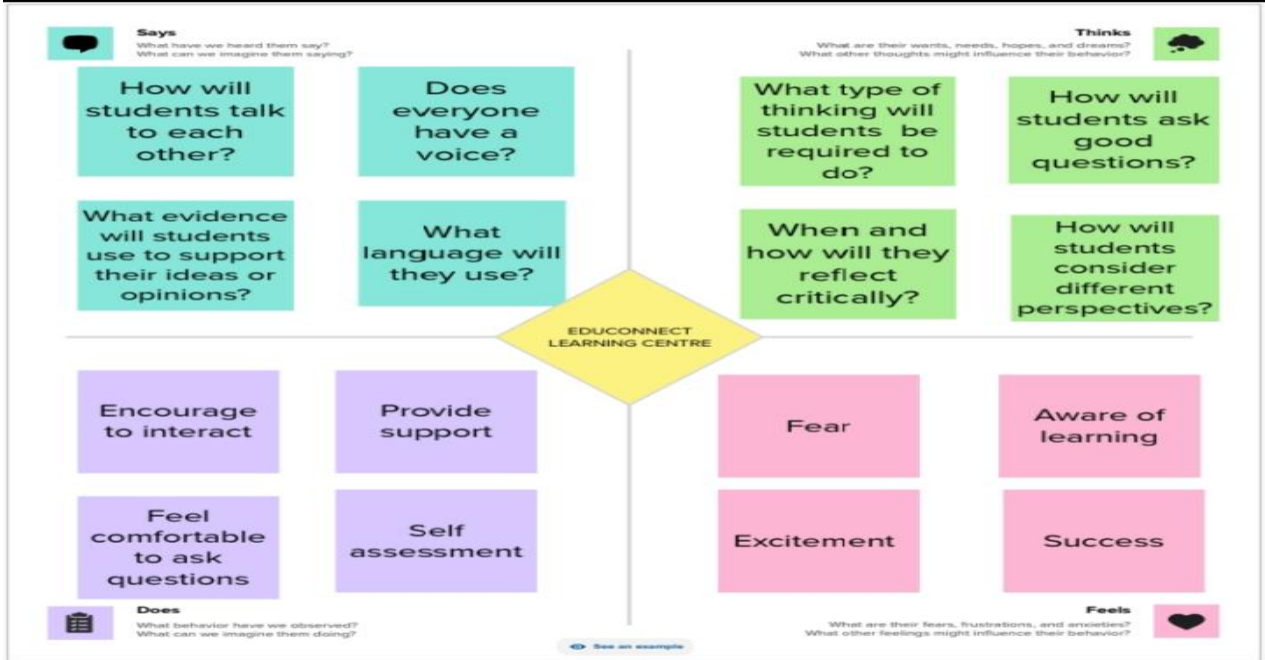 Says
What have we heard them say?
What can we imagine them saying?
How will
students talk
to each
other?
Does
everyone
have a
voice?
What evidence
will students
use to support
their ideas or
opinions?
What
language will
they use?
Thinks
What are their wants, needs, hopes, and dreams?
What other thoughts might influence their behavior?
What type of
thinking will
students be
required to
do?
How will
students ask
good
questions?
When and
how will they
reflect
critically?
How will
students
consider
different
perspectives?
EDUCONNECT
LEARNING CENTRE
Encourage
to interact
Provide
support
Feel
comfortable
to ask
questions
Self
assessment
Does
What behavior have we observed?
What can we imagine them doing?
Fear
Aware of
learning
Excitement
Success
Feels
What are their fears, frustrations, and anxieties?
What other feelings might influence their behavior?
See an example